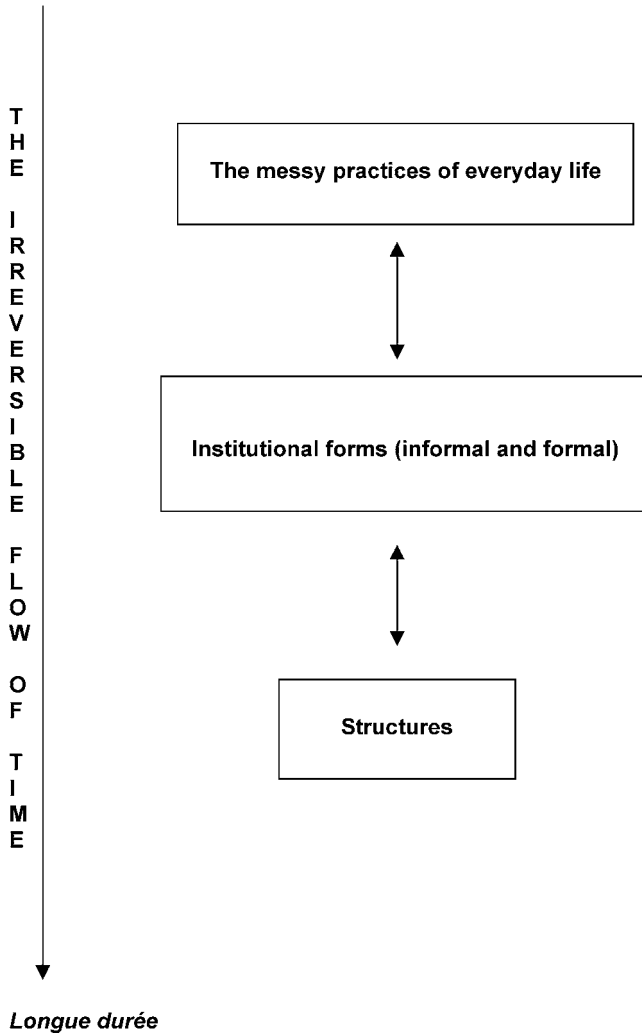 THE IRREVERSIBLE FLOW OF TIME
The messy practices of everyday life
Institutional forms (informal and formal)
Structures
Longue durée